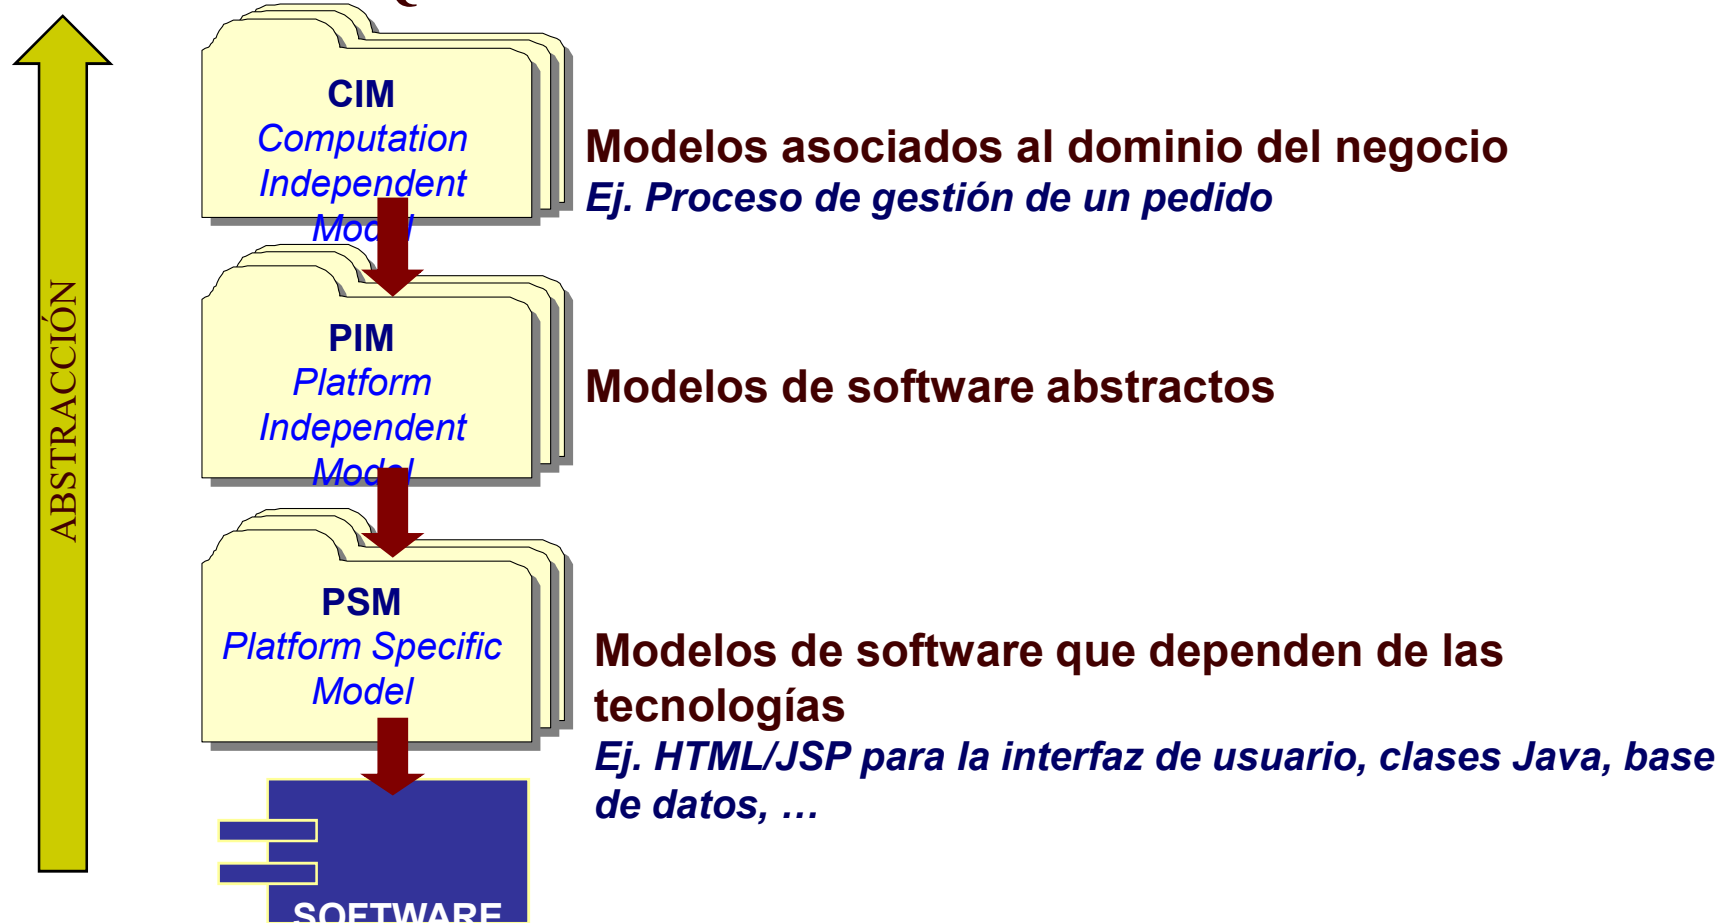 CIM
Computation
Independent
Model
Modelos asociados al dominio del negocio
Ej. Proceso de gestión de un pedido
ABSTRACCIÓN
PIM
Platform
Independent
Model
Modelos de software abstractos
PSM
Platform Specific
Model
Modelos de software que dependen de las
tecnologías
Ej. HTML/JSP para la interfaz de usuario, clases Java, base
de datos, …
SOFTWARE